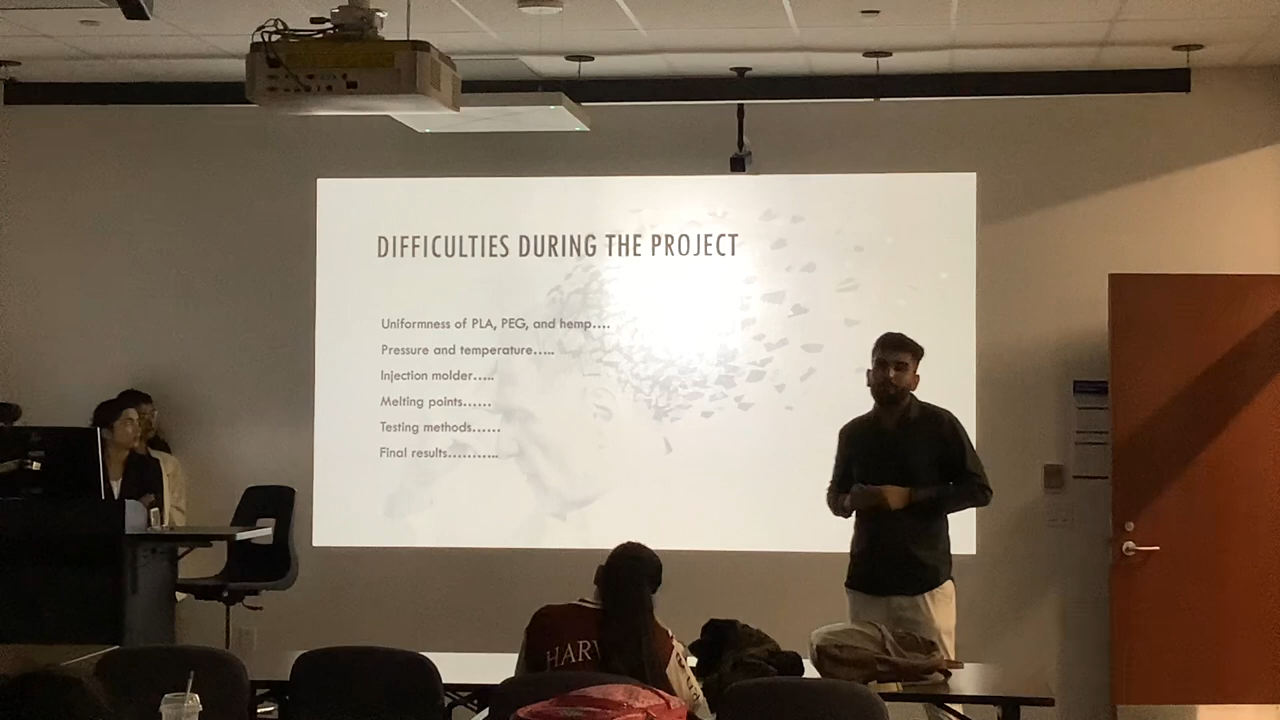 DIFFICULTIES DURING THE PROJECT
Uniformness of PLA, PEG, and hemp....
Pressure and temperature.....
Injection molder.....
Melting points......
Testing methods......
Final results...........
HARV